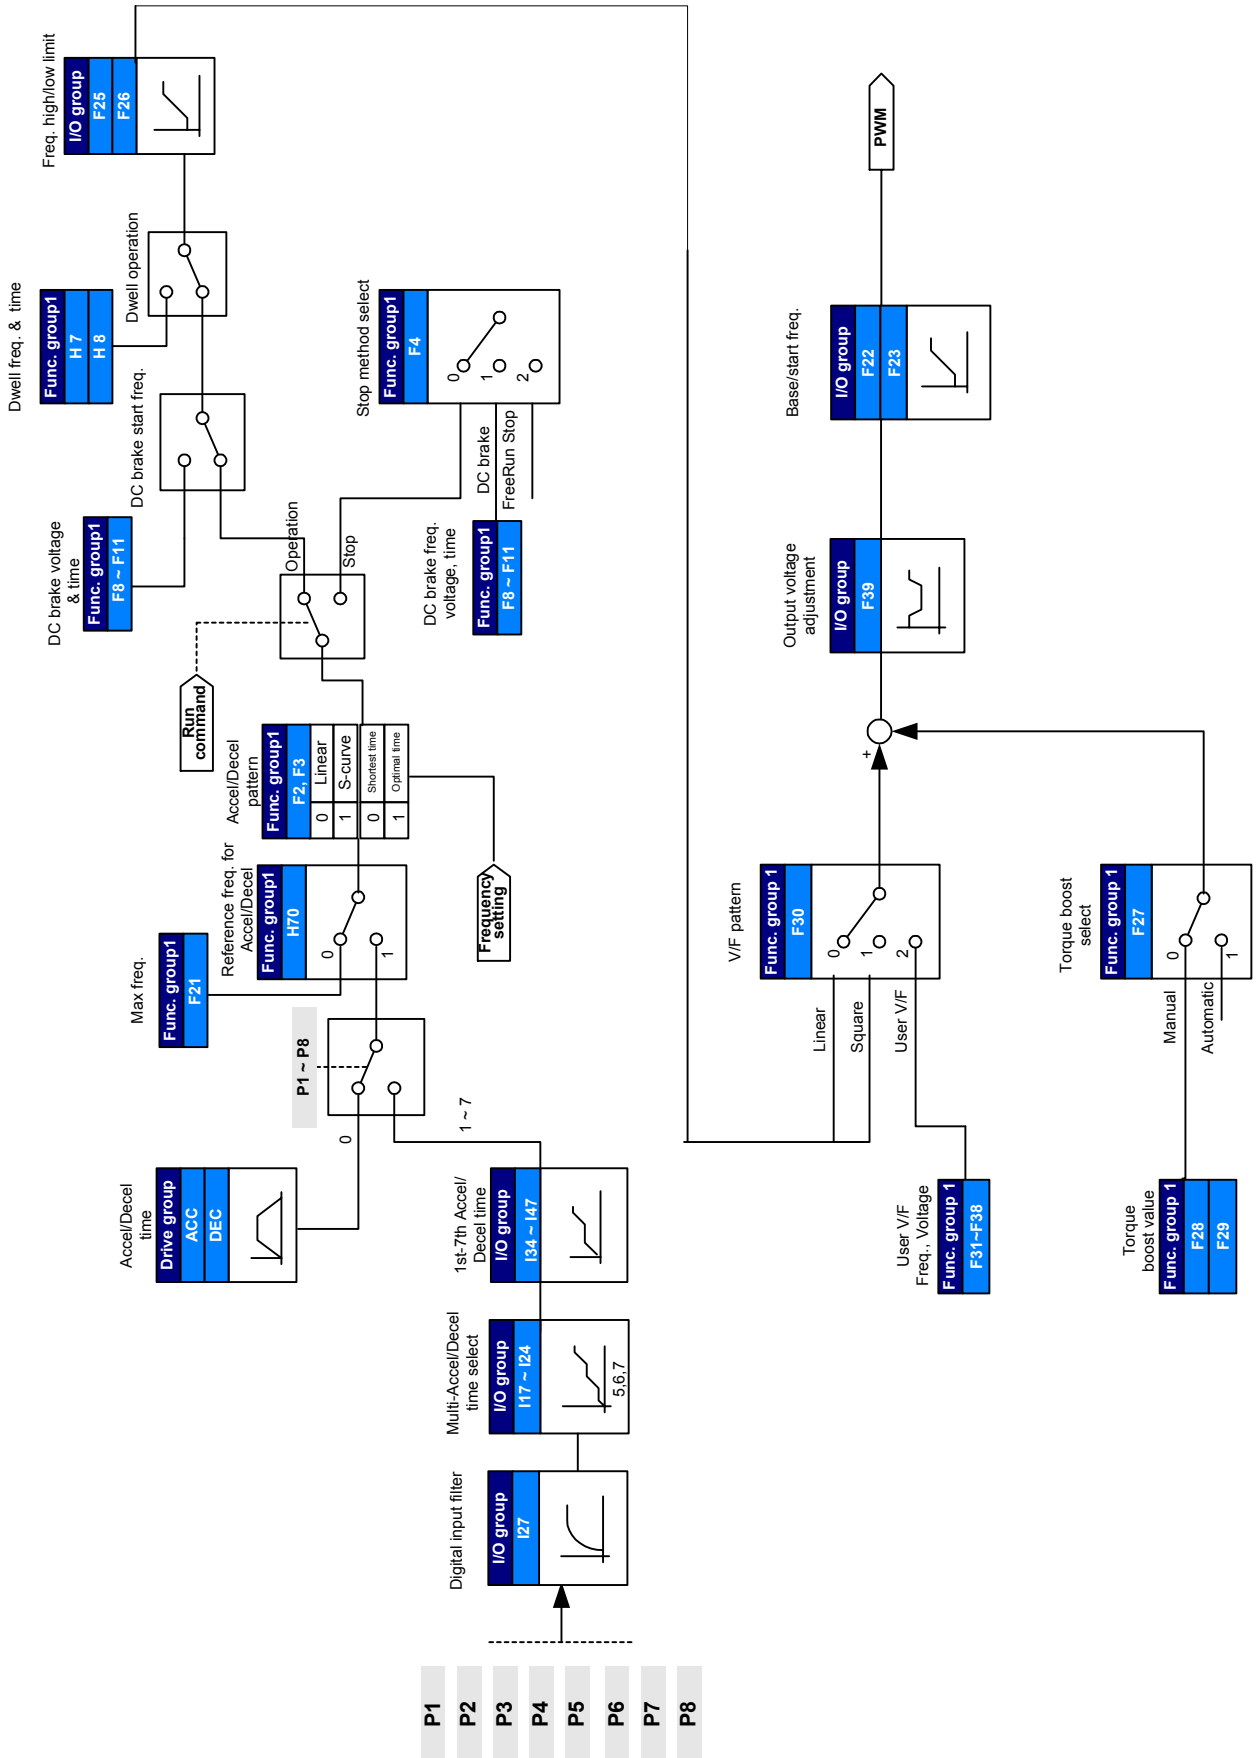 P1
P2
P3
P4
P5
P6
P7
P8
Digital input filter
I/O group
I27
Multi-Accel/Decel
time select
I/O group
I17 ~ I24
5,6,7
1st-7th Accel/
Decel time
I/O group
I34 ~ I47
Accel/Decel
time
Drive group
ACC
DEC
0
1 ~ 7
P1 ~ P8
Max freq.
Func. group1
F21
Reference freq. for
Accel/Decel
Func. group1
H70
0
1
Frequency
setting
Accel/Decel
pattern
Func. group1
F2, F3
0 Linear
1 S-curve
0 Shortest time
1 Optimal time
Run
command
Operation
Stop
DC brake voltage
& time
Func. group1
F8 ~ F11
DC brake start freq.
DC brake freq.
voltage, time
Func. group1
F8 ~ F11
DC brake
FreeRun Stop
Stop method select
Func. group1
F4
0
1
2
Dwell freq. & time
Func. group1
H 7
H 8
Dwell operation
Freq. high/low limit
I/O group
F25
F26
User V/F
Freq., Voltage
Func. group 1
F31~F38
Linear
Square
User V/F
V/F pattern
Func. group 1
F30
0
1
2
+
Output voltage
adjustment
I/O group
F39
Base/start freq.
I/O group
F22
F23
PWM
Torque
boost value
Func. group 1
F28
F29
Manual
Automatic
Torque boost
select
Func. group 1
F27
0
1